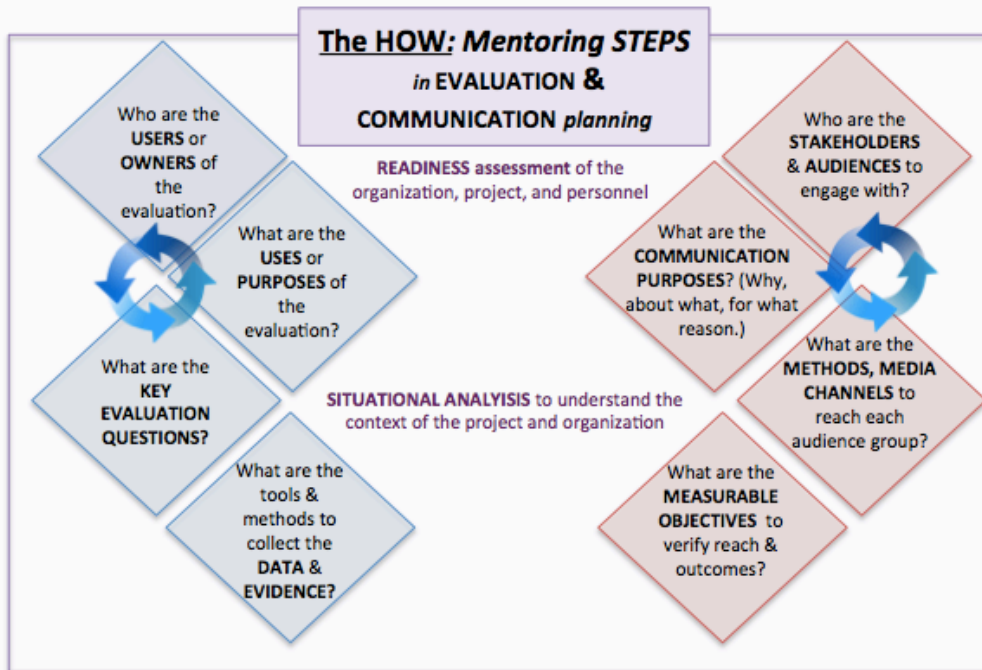 The HOW: Mentoring STEPS
in EVALUATION &
COMMUNICATION planning
Who are the
USERS or
OWNERS of
the
evaluation?
What are the
USES or
PURPOSES of
the
evaluation?
What are the
KEY
EVALUATION
QUESTIONS?
What are the
tools &
methods to
collect the
DATA &
EVIDENCE?
READINESS assessment of the
organization, project, and personnel
SITUATIONAL ANALYISIS to understand the
context of the project and organization
Who are the
STAKEHOLDERS
& AUDIENCES to
engage with?
What are the
COMMUNICATION
PURPOSES? (Why,
about what, for what
reason.)
What are the
METHODS, MEDIA
CHANNELS to
reach each
audience group?
What are the
MEASURABLE
OBJECTIVES to
verify reach &
outcomes?